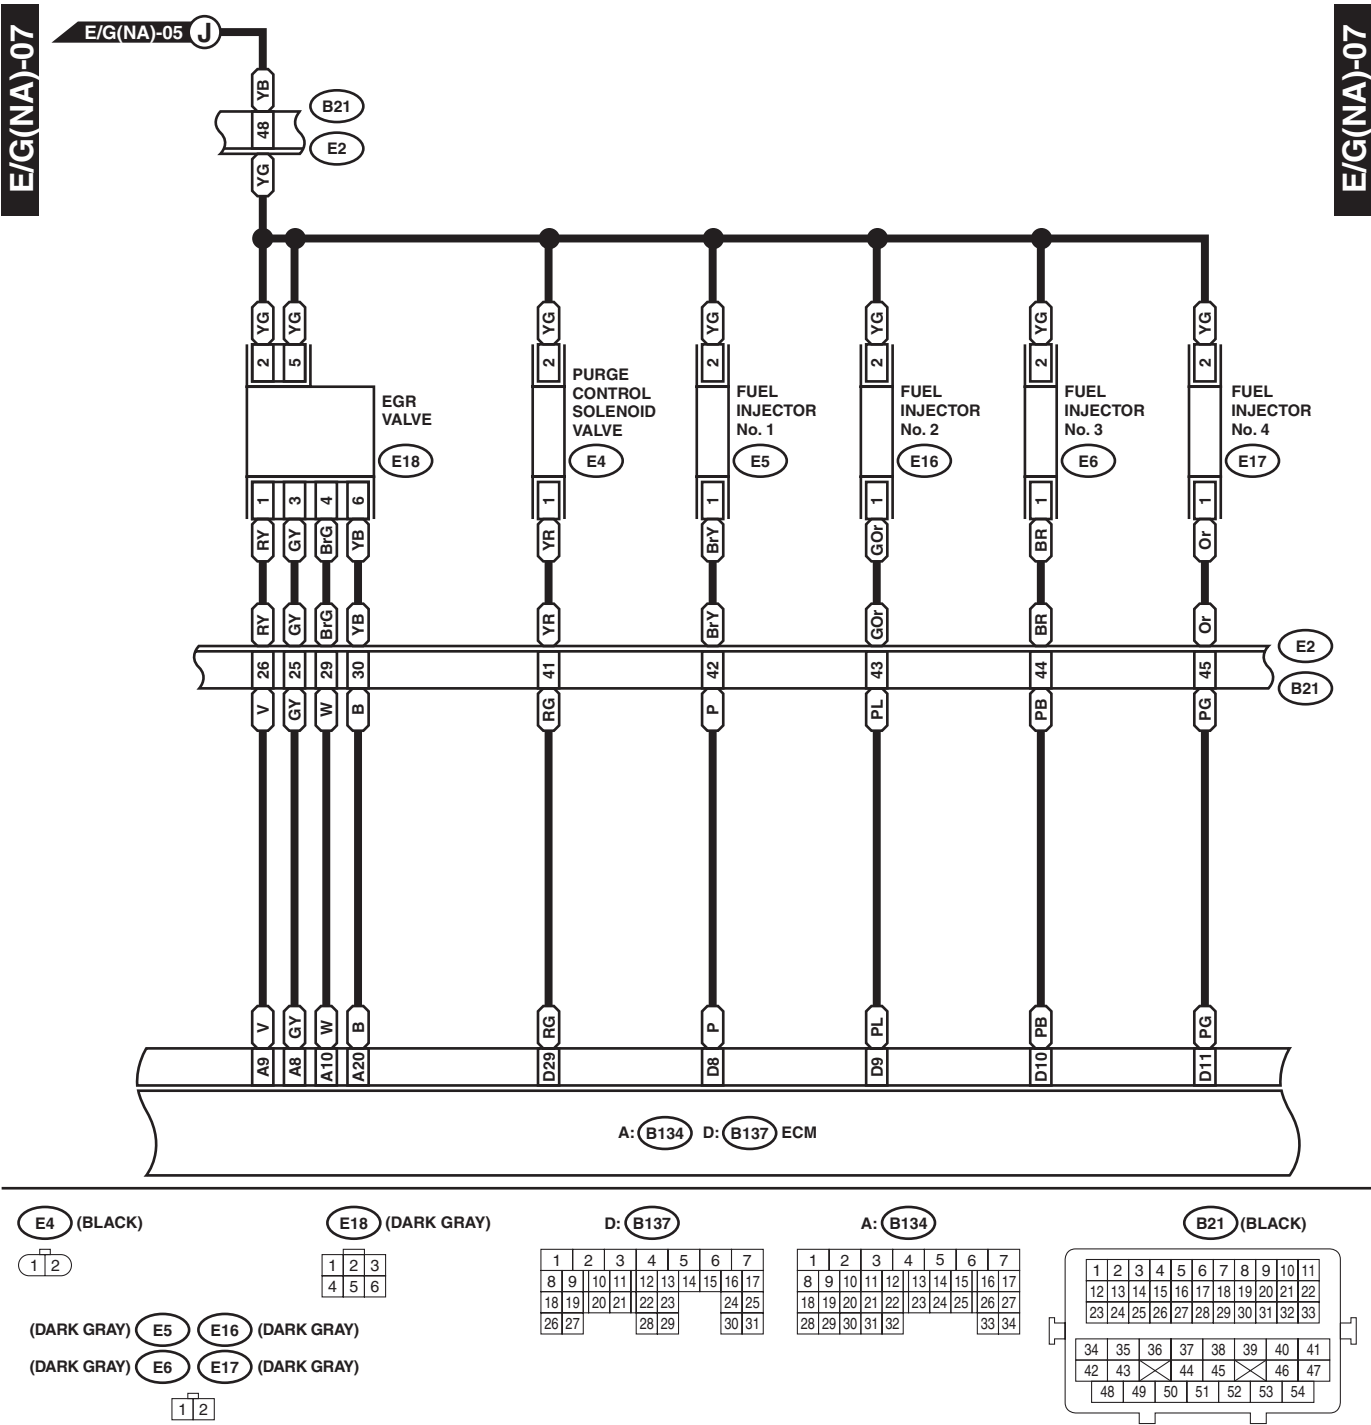 E/G(NA)-07
E/G(NA)-05 J
E/G(NA)-07
YB
48
B21
E2
YG
YG YG YG YG YG YG YG
2 5 2 2 2 2 2
EGR
VALVE
E18
PURGE
CONTROL
SOLENOID
VALVE
E4
FUEL
INJECTOR
No. 1
E5
FUEL
INJECTOR
No. 2
E16
FUEL
INJECTOR
No. 3
E6
FUEL
INJECTOR
No. 4
E17
1 3 4 6 1 1 1 1 1
RY GY BrG YB YR BrY GOr BR Or
RY GY BrG YB YR BrY GOr BR Or
E2
26 25 29 30 41 42 43 44 45
B21
V GY W B RG P PL PB PG
V GY W B RG P PL PB PG
A9 A8 A10 A20 D29 D8 D9 D10 D11
A: B134 D: B137 ECM
E4 (BLACK)
1 2
(DARK GRAY) E5 E16 (DARK GRAY)
(DARK GRAY) E6 E17 (DARK GRAY)
1 2
E18 (DARK GRAY)
1 2 3
4 5 6
D: B137
1 2 3 4 5 6 7
8 9 10 11 12 13 14 15 16 17
18 19 20 21 22 23 24 25
26 27 28 29 30 31
A: B134
1 2 3 4 5 6 7
8 9 10 11 12 13 14 15 16 17
18 19 20 21 22 23 24 25 26 27
28 29 30 31 32 33 34
B21 (BLACK)
1 2 3 4 5 6 7 8 9 10 11
12 13 14 15 16 17 18 19 20 21 22
23 24 25 26 27 28 29 30 31 32 33
34 35 36 37 38 39 40 41
42 43 44 45 46 47
48 49 50 51 52 53 54